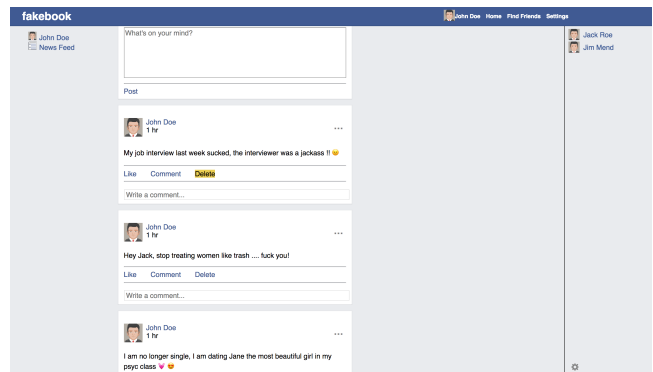 fakebook
John Doe Home Find Friends Settings
John Doe
News Feed
What's on your mind?
Post
John Doe
1 hr
My job interview last week sucked, the interviewer was a jackass !!
Like Comment Delete
Write a comment...
John Doe
1 hr
Hey Jack, stop treating women like trash .... fuck you!
Like Comment Delete
Write a comment...
John Doe
1 hr
I am no longer single, I am dating Jane the most beautiful girl in my
psyc class
Jack Roe
Jim Mend